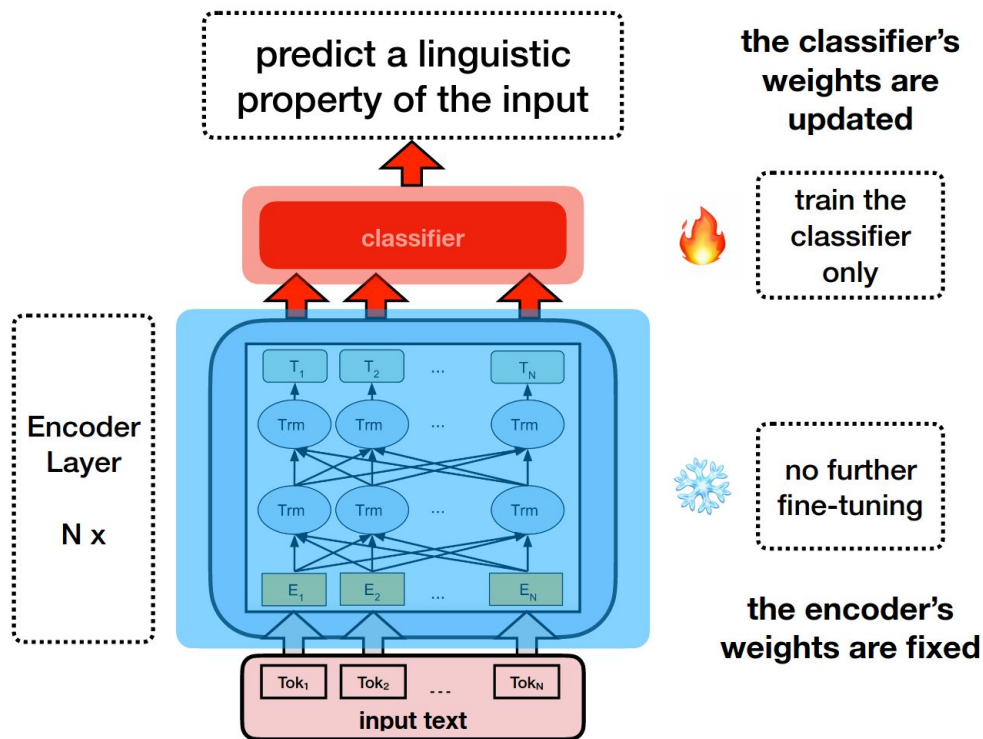 predict a linguistic
property of the input
the classifier's
weights are
updated
classifier
train the
classifier
only
Encoder
Layer
N x
T1 T2 ... TN
Trm Trm ... Trm
Trm Trm ... Trm
E1 E2 ... EN
no further
fine-tuning
the encoder's
weights are fixed
Tok1 Tok2 ... TokN
input text